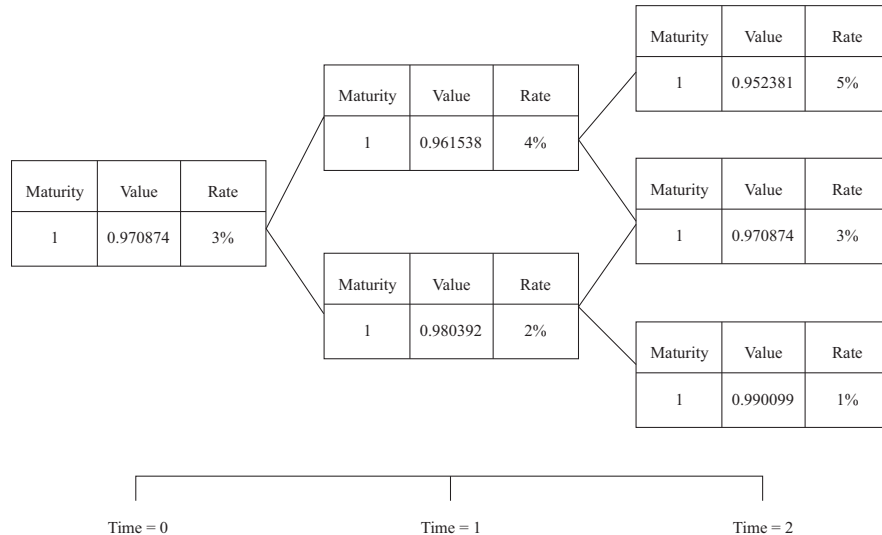 Maturity Value Rate
1 0.952381 5%
Maturity Value Rate
1 0.961538 4%
Maturity Value Rate
1 0.970874 3%
Maturity Value Rate
1 0.970874 3%
Maturity Value Rate
1 0.980392 2%
Maturity Value Rate
1 0.990099 1%
Time = 0 Time = 1 Time = 2